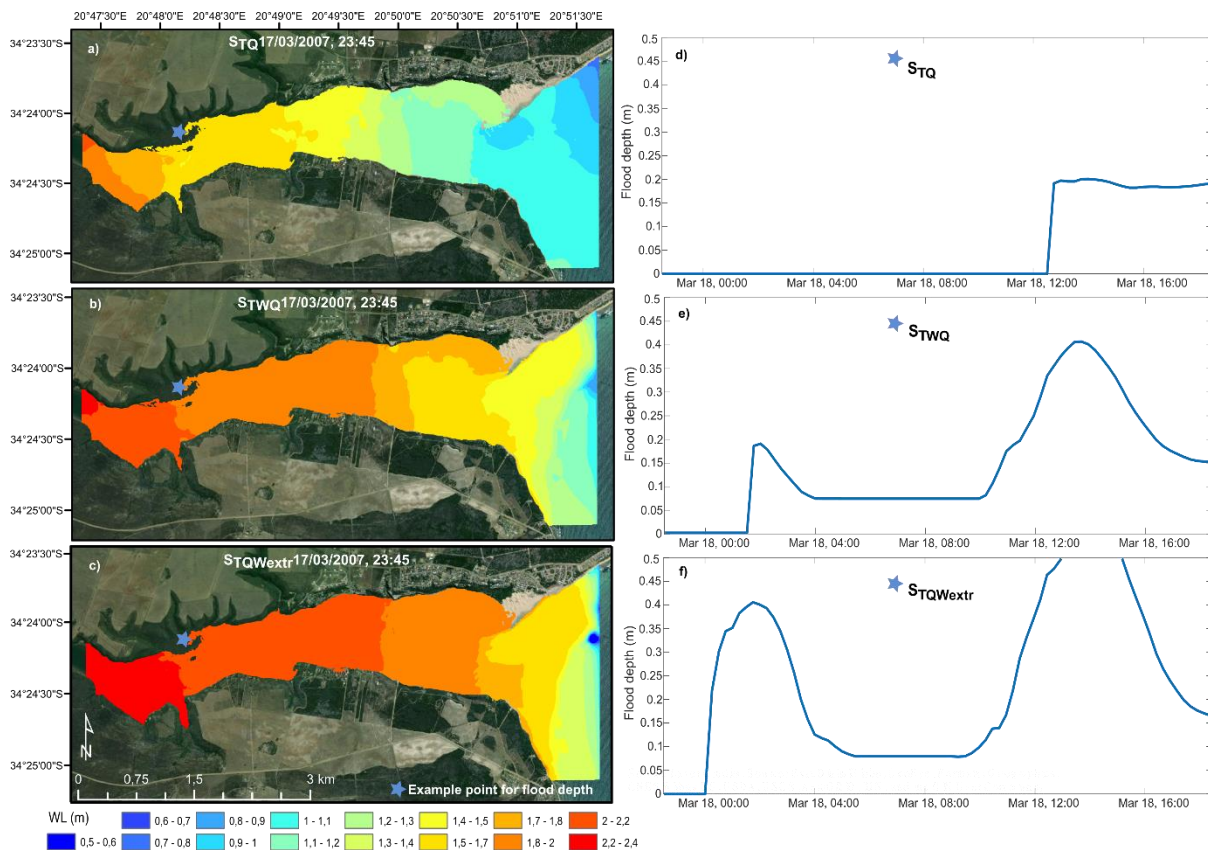 20°47'30"E 20°48'0"E 20°48'30"E 20°49'0"E 20°49'30"E 20°50'0"E 20°50'30"E 20°51'0"E 20°51'30"E
a) STQ 17/03/2007, 23:45
34°23'30"S
34°24'00"S
34°24'30"S
34°25'00"S
b) STWQ 17/03/2007, 23:45
34°23'30"S
34°24'00"S
34°24'30"S
34°25'00"S
c) STQWextr 17/03/2007, 23:45
34°23'30"S
34°24'00"S
34°24'30"S
34°25'00"S
N
0 0,75 1,5 3 km
Example point for flood depth
WL (m)
0,6 - 0,7 0,8 - 0,9 1 - 1,1 1,2 - 1,3 1,4 - 1,5 1,7 - 1,8 2 - 2,2
0,5 - 0.6 0,7 - 0,8 0,9 - 1 1,1 - 1,2 1,3 - 1,4 1,5 - 1,7 1,8 - 2 2,2 - 2,4
d)
STQ
Flood depth (m)
0.5
0.45
0.4
0.35
0.3
0.25
0.2
0.15
0.1
0.05
0
Mar 18, 00:00 Mar 18, 04:00 Mar 18, 08:00 Mar 18, 12:00 Mar 18, 16:00
e)
STWQ
Flood depth (m)
0.5
0.45
0.4
0.35
0.3
0.25
0.2
0.15
0.1
0.05
0
Mar 18, 00:00 Mar 18, 04:00 Mar 18, 08:00 Mar 18, 12:00 Mar 18, 16:00
f)
STQWextr
Flood depth (m)
0.5
0.45
0.4
0.35
0.3
0.25
0.2
0.15
0.1
0.05
0
Mar 18, 00:00 Mar 18, 04:00 Mar 18, 08:00 Mar 18, 12:00 Mar 18, 16:00